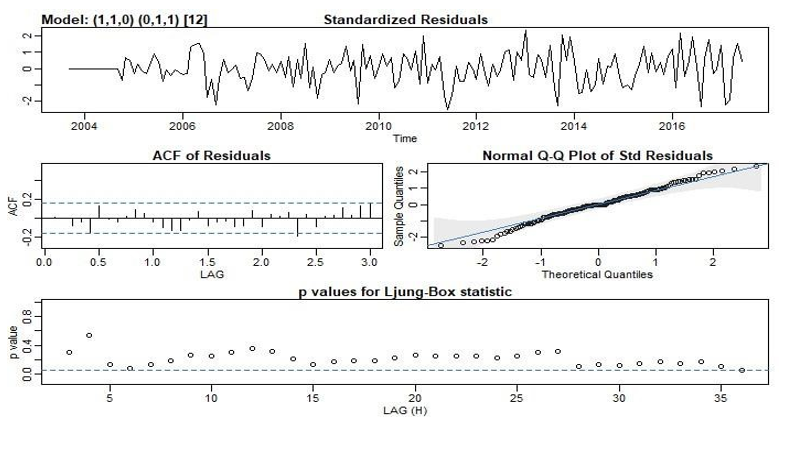 Model: (1,1,0) (0,1,1) [12]
Standardized Residuals
2
1
0
-2
2004 2006 2008 2010 2012 2014 2016
Time
ACF of Residuals
ACF
0.2
-0.2
0.0 0.5 1.0 1.5 2.0 2.5 3.0
LAG
Normal Q-Q Plot of Std Residuals
Sample Quantiles
2
1
0
-2
-2 -1 0 1 2
Theoretical Quantiles
p values for Ljung-Box statistic
p value
0.8
0.4
0.0
5 10 15 20 25 30 35
LAG (H)